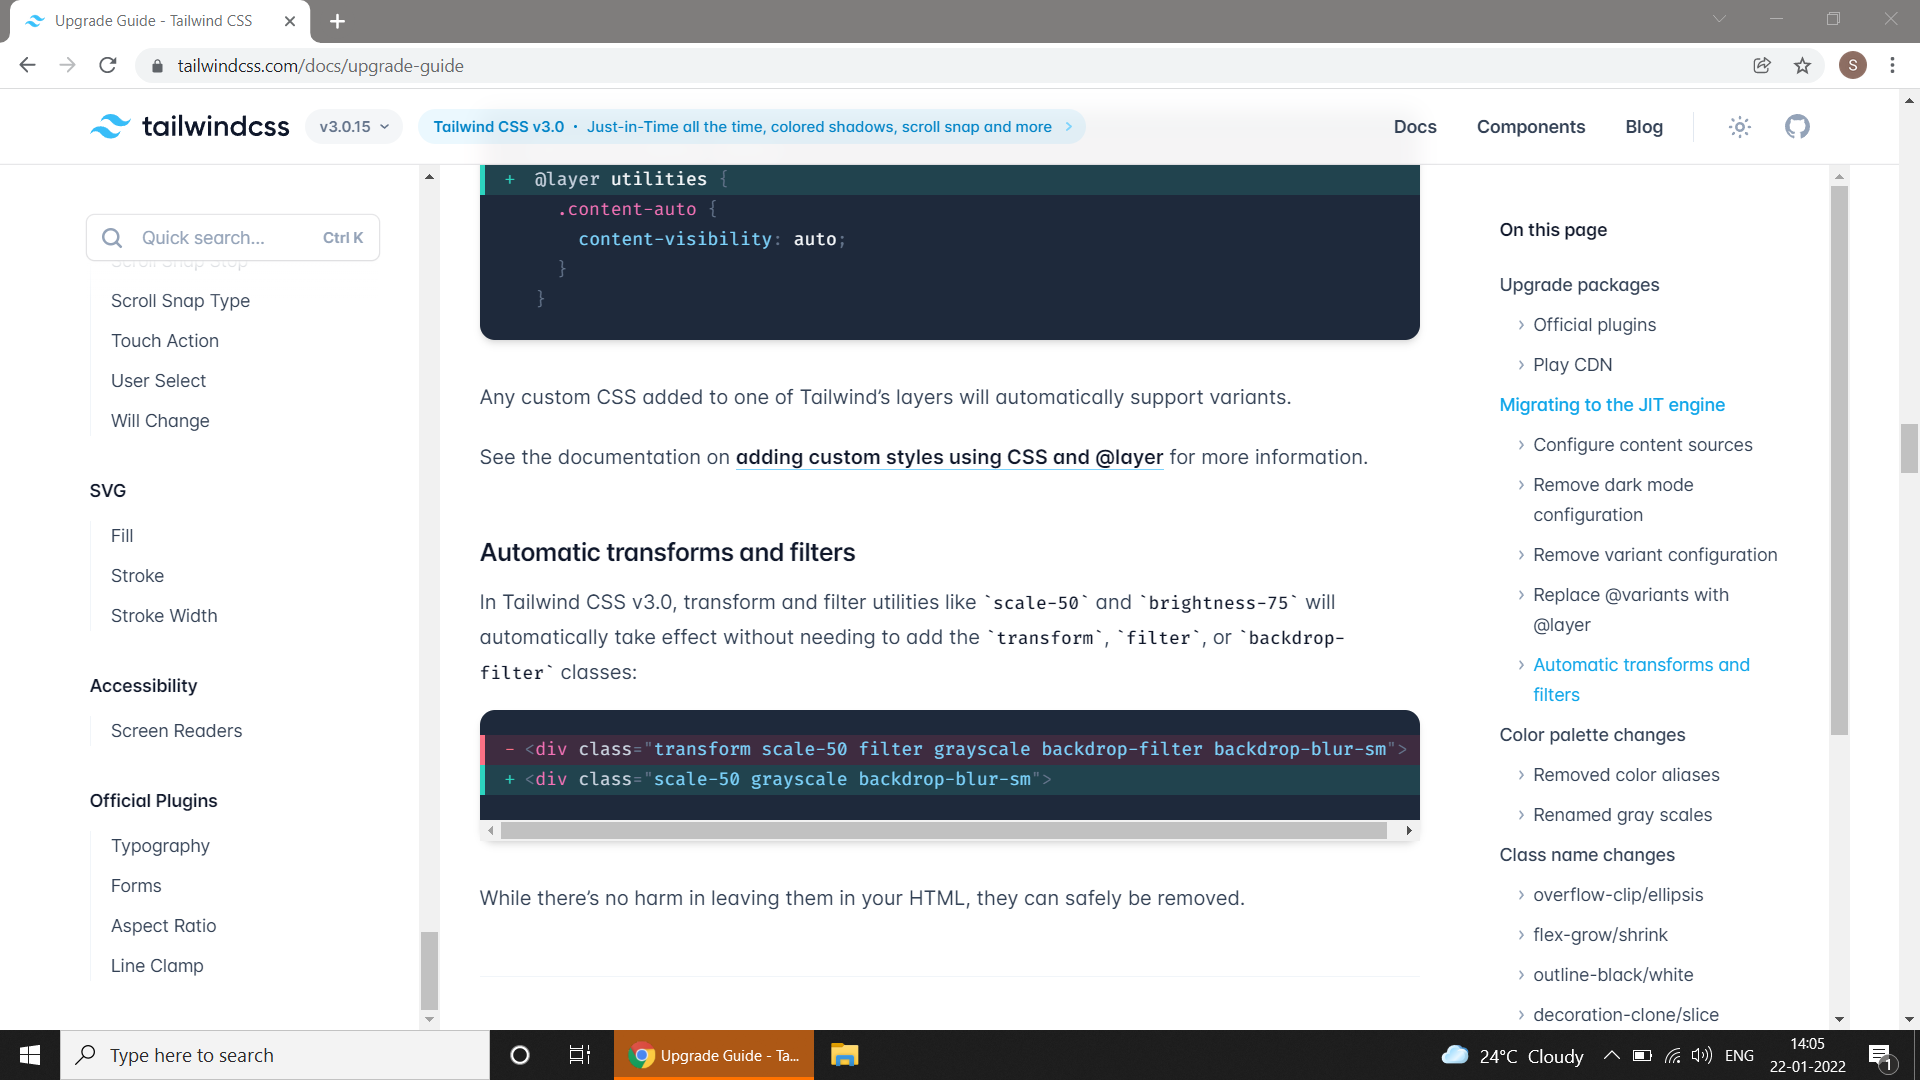 Upgrade Guide - Tailwind CSS
tailwindcss.com/docs/upgrade-guide
S
tailwindcss
v3.0.15
Tailwind CSS v3.0 · Just-in-Time all the time, colored shadows, scroll snap and more
Docs
Components
Blog
Quick search...
Ctrl K
Scroll Snap Stop
Scroll Snap Type
Touch Action
User Select
Will Change
SVG
Fill
Stroke
Stroke Width
Accessibility
Screen Readers
Official Plugins
Typography
Forms
Aspect Ratio
Line Clamp
+ @layer utilities {
.content-auto {
content-visibility: auto;
}
}
Any custom CSS added to one of Tailwind’s layers will automatically support variants.
See the documentation on adding custom styles using CSS and @layer for more information.
Automatic transforms and filters
In Tailwind CSS v3.0, transform and filter utilities like `scale-50` and `brightness-75` will
automatically take effect without needing to add the `transform`, `filter`, or `backdrop-
filter` classes:
- <div class="transform scale-50 filter grayscale backdrop-filter backdrop-blur-sm">
+ <div class="scale-50 grayscale backdrop-blur-sm">
While there’s no harm in leaving them in your HTML, they can safely be removed.
On this page
Upgrade packages
Official plugins
Play CDN
Migrating to the JIT engine
Configure content sources
Remove dark mode
configuration
Remove variant configuration
Replace @variants with
@layer
Automatic transforms and
filters
Color palette changes
Removed color aliases
Renamed gray scales
Class name changes
overflow-clip/ellipsis
flex-grow/shrink
outline-black/white
decoration-clone/slice
Type here to search
Upgrade Guide - Ta...
24°C Cloudy
ENG
14:05
22-01-2022
1